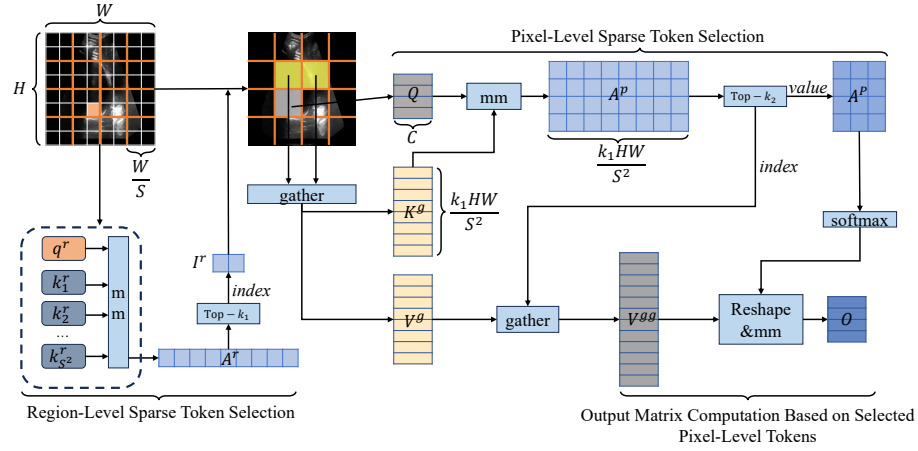 W
Pixel-Level Sparse Token Selection
H
Q
mm
A^p
Top − k_2
value
A^P
C
W/S
k_1HW/S^2
index
gather
K^g
k_1HW/S^2
softmax
q^r
I^r
k_1^r
m
m
index
k_2^r
Top − k_1
V^g
gather
V^{gg}
Reshape
&mm
O
...
k_{S^2}^r
A^r
Region-Level Sparse Token Selection
Output Matrix Computation Based on Selected
Pixel-Level Tokens